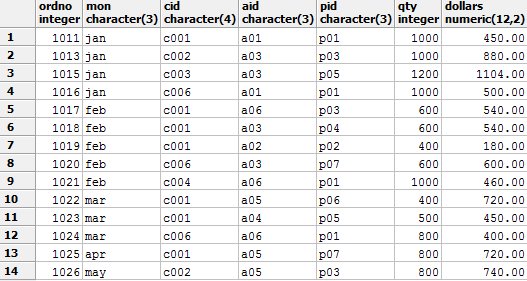 ordno mon cid aid pid qty dollars
integer character(3) character(4) character(3) character(3) integer numeric(12,2)
1 1011 jan c001 a01 p01 1000 450.00
2 1013 jan c002 a03 p03 1000 880.00
3 1015 jan c003 a03 p05 1200 1104.00
4 1016 jan c006 a01 p01 1000 500.00
5 1017 feb c001 a06 p03 600 540.00
6 1018 feb c001 a03 p04 600 540.00
7 1019 feb c001 a02 p02 400 180.00
8 1020 feb c006 a03 p07 600 600.00
9 1021 feb c004 a06 p01 1000 460.00
10 1022 mar c001 a05 p06 400 720.00
11 1023 mar c001 a04 p05 500 450.00
12 1024 mar c006 a06 p01 800 400.00
13 1025 apr c001 a05 p07 800 720.00
14 1026 may c002 a05 p03 800 740.00